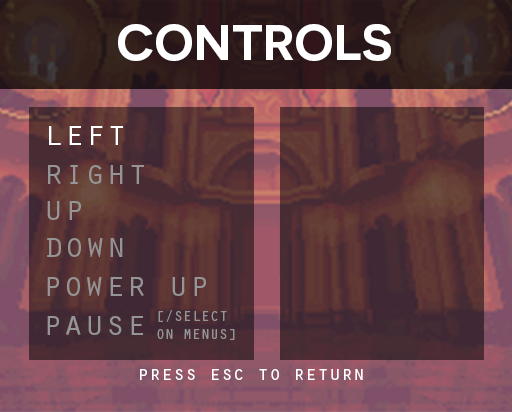 CONTROLS
LEFT
RIGHT
UP
DOWN
POWER UP
PAUSE [/SELECT
ON MENUS]
PRESS ESC TO RETURN